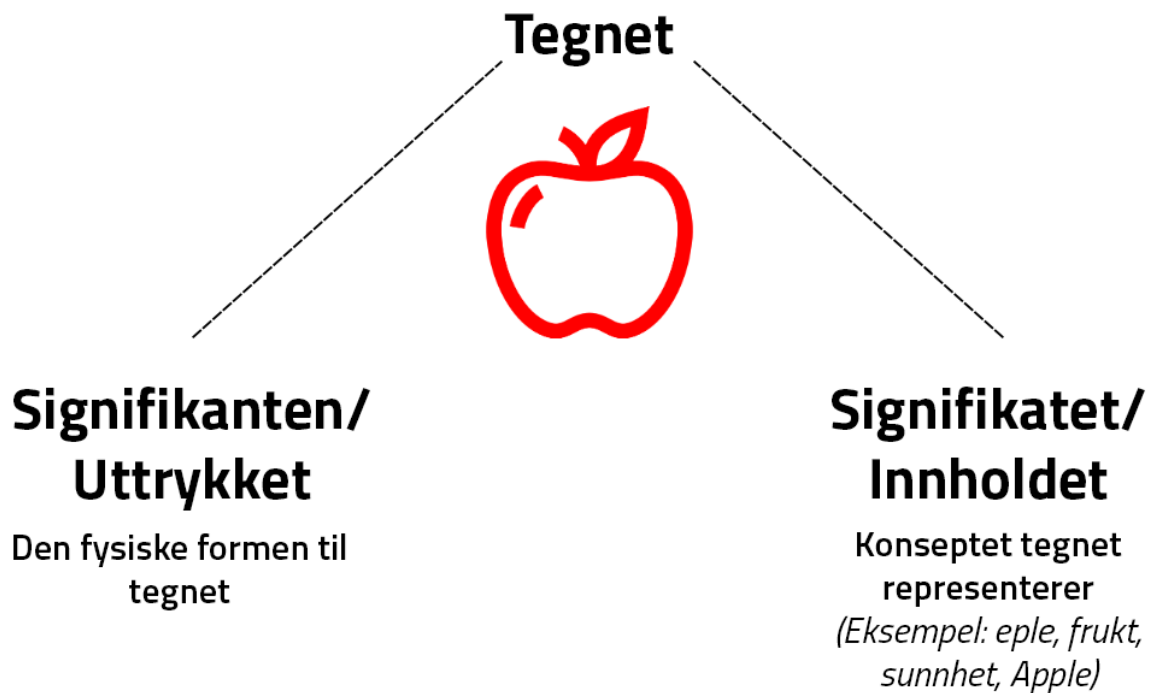 Tegnet
Signifikanten/
Uttrykket
Den fysiske formen til
tegnet
Signifikatet/
Innholdet
Konseptet tegnet
representerer
(Eksempel: eple, frukt,
sunnhet, Apple)